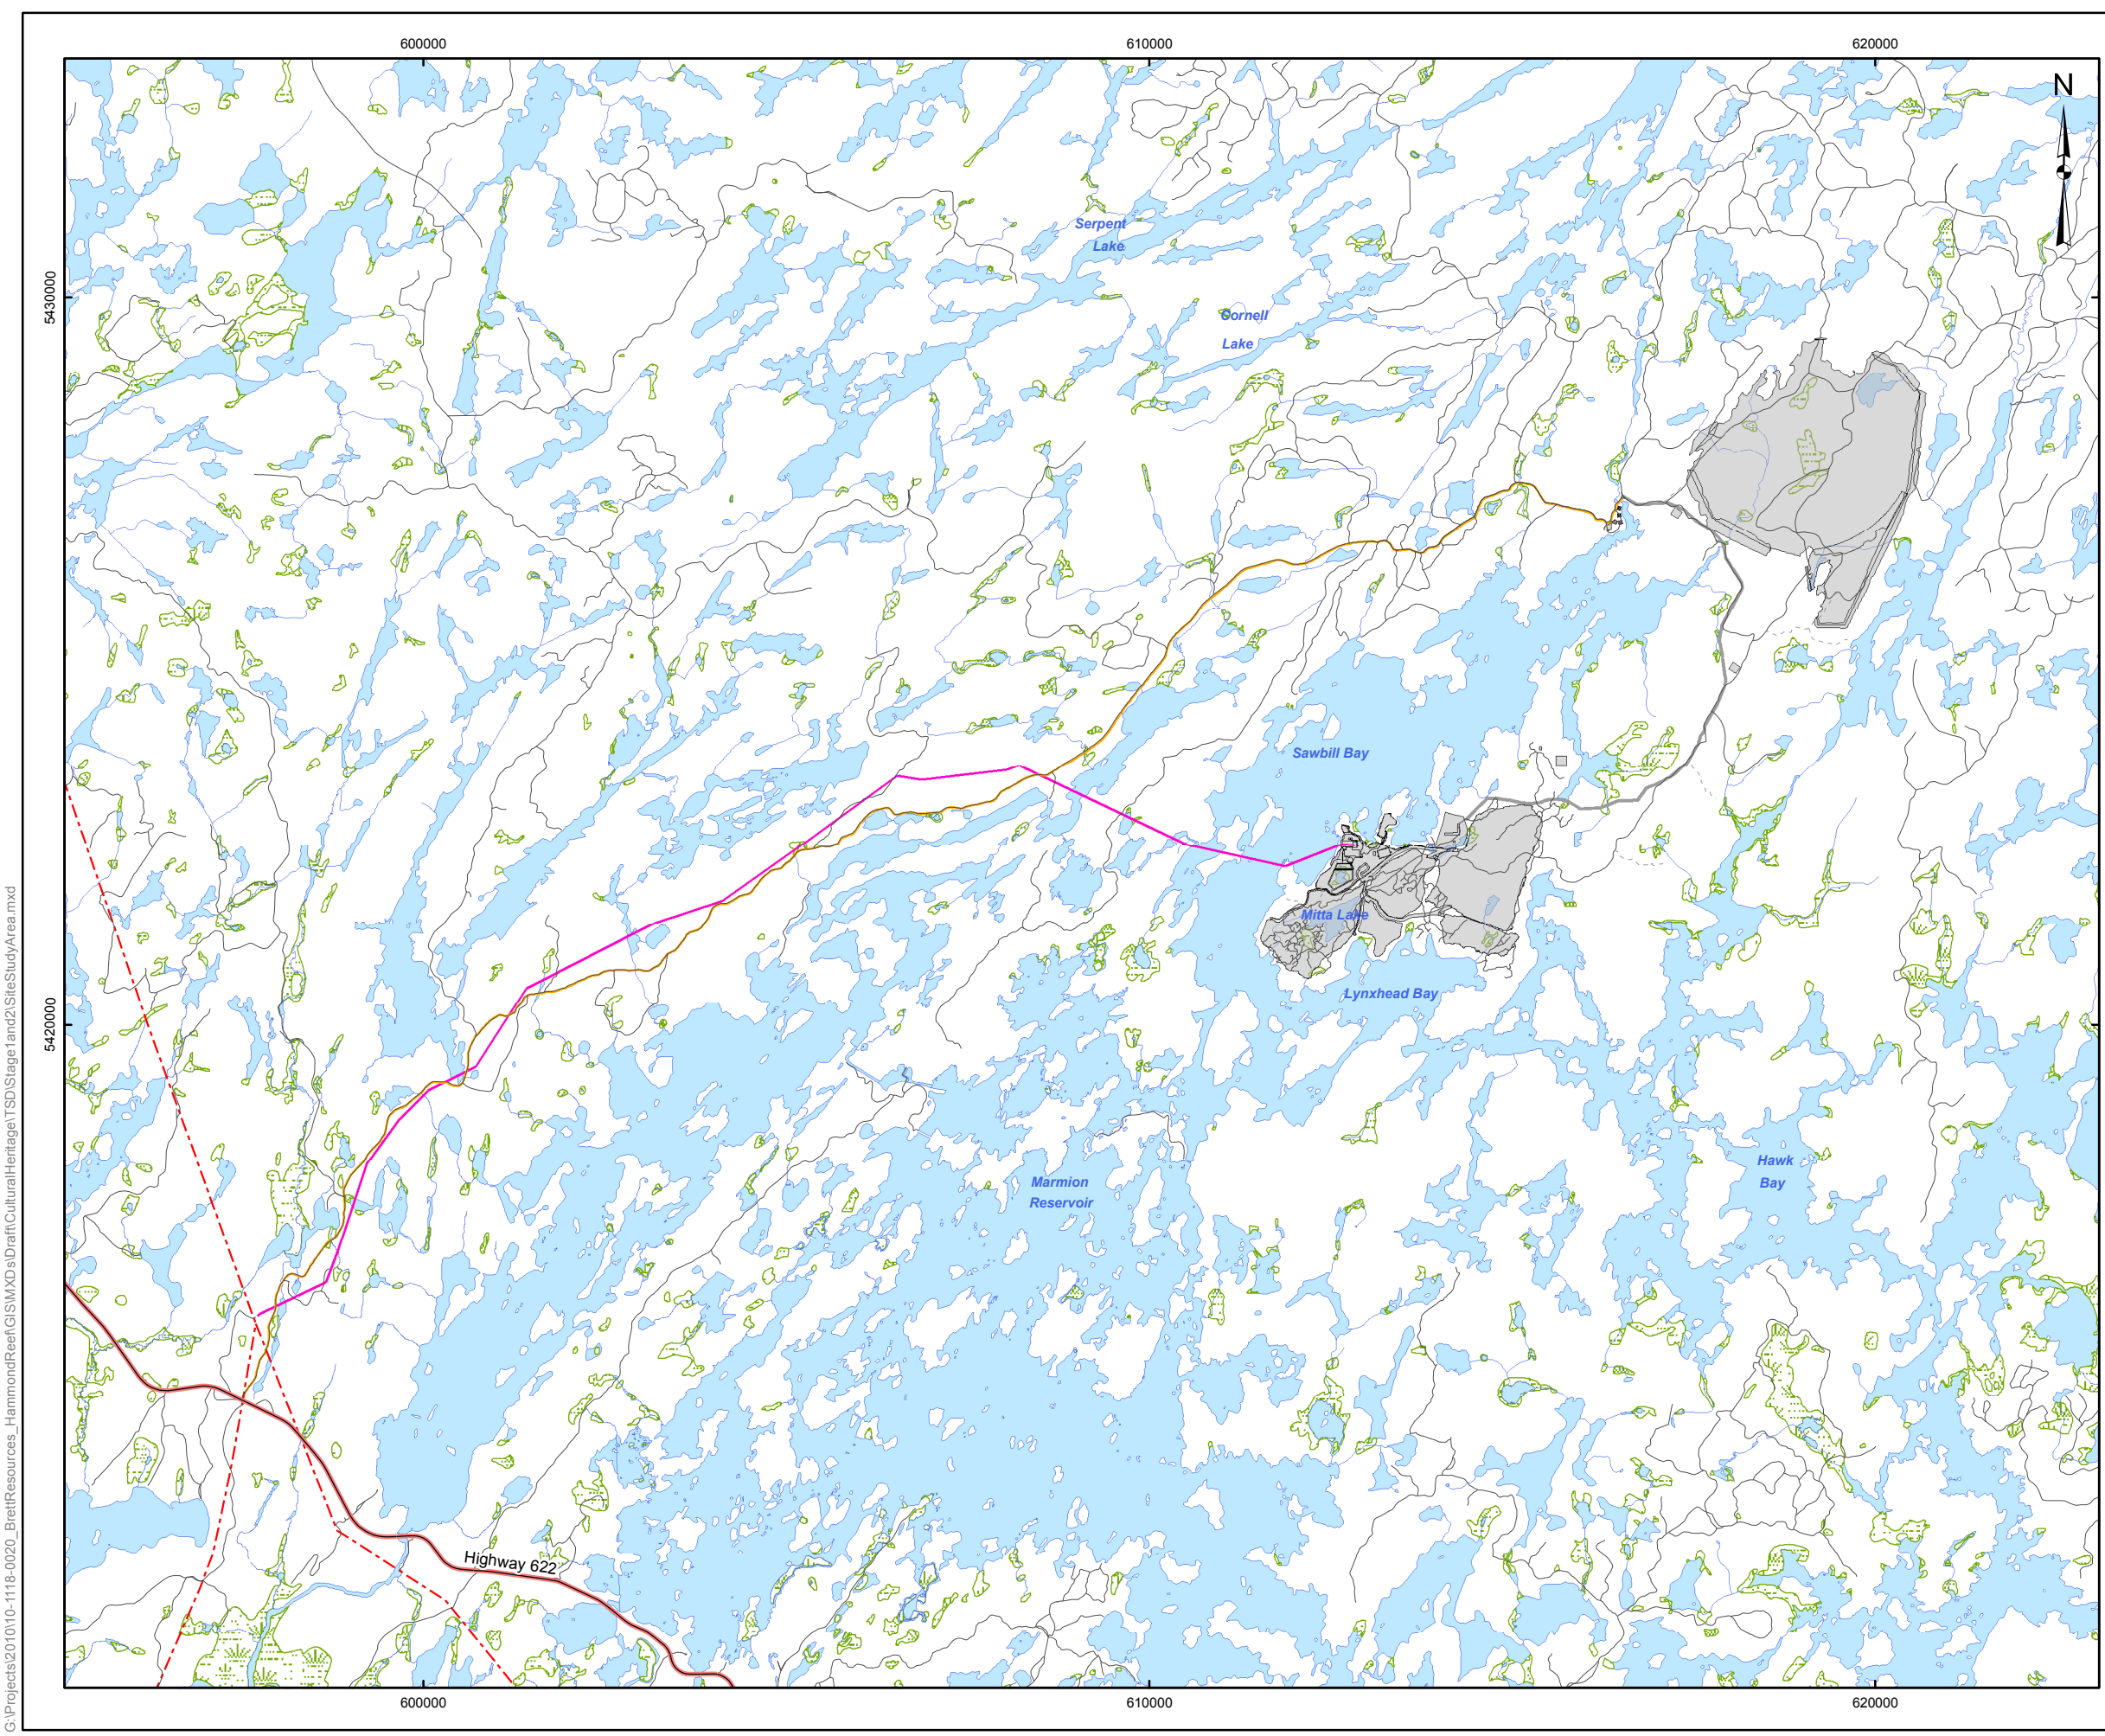 600000
610000
620000
N
Serpent
Lake
5430000
Cornell
Lake
Sawbill Bay
Mitta Lake
Lynxhead Bay
5420000
Hawk
Bay
Marmion
Reservoir
Highway 622
600000
610000
620000
G:\Projects\2010\10-1118-0020_BrettResources_HammondReef\GIS\MXDs\Draft\CulturalHeritage\TSD\Stage1and2\SiteStudyArea.mxd